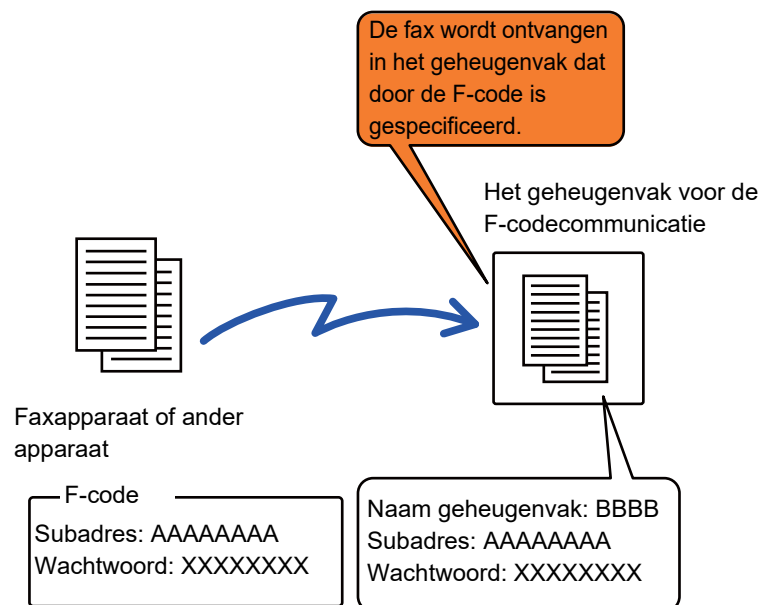 De fax wordt ontvangen
in het geheugenvak dat
door de F-code is
gespecificeerd.
Het geheugenvak voor de
F-codecommunicatie
Faxapparaat of ander
apparaat
F-code
Subadres: AAAAAAAA
Wachtwoord: XXXXXXXX
Naam geheugenvak: BBBB
Subadres: AAAAAAAA
Wachtwoord: XXXXXXXX